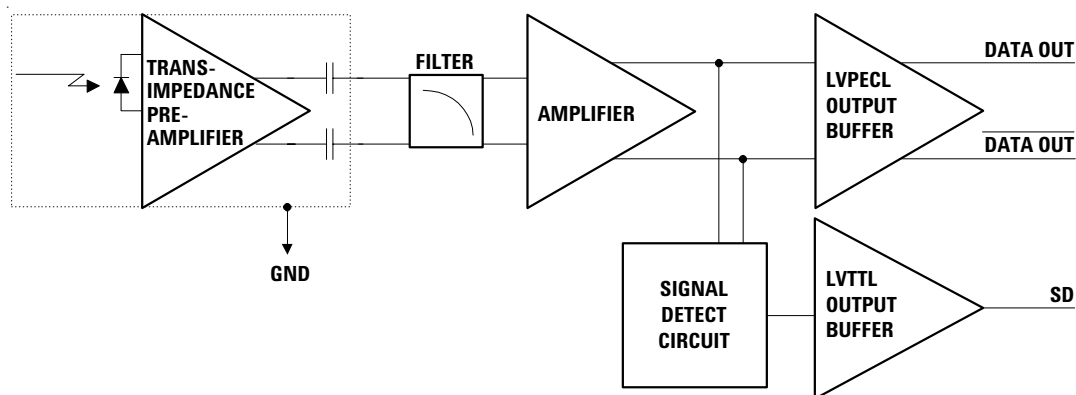 TRANS-
IMPEDANCE
PRE-
AMPLIFIER
GND
FILTER
AMPLIFIER
LVPECL
OUTPUT
BUFFER
DATA OUT
DATA OUT
SIGNAL
DETECT
CIRCUIT
LVTTL
OUTPUT
BUFFER
SD